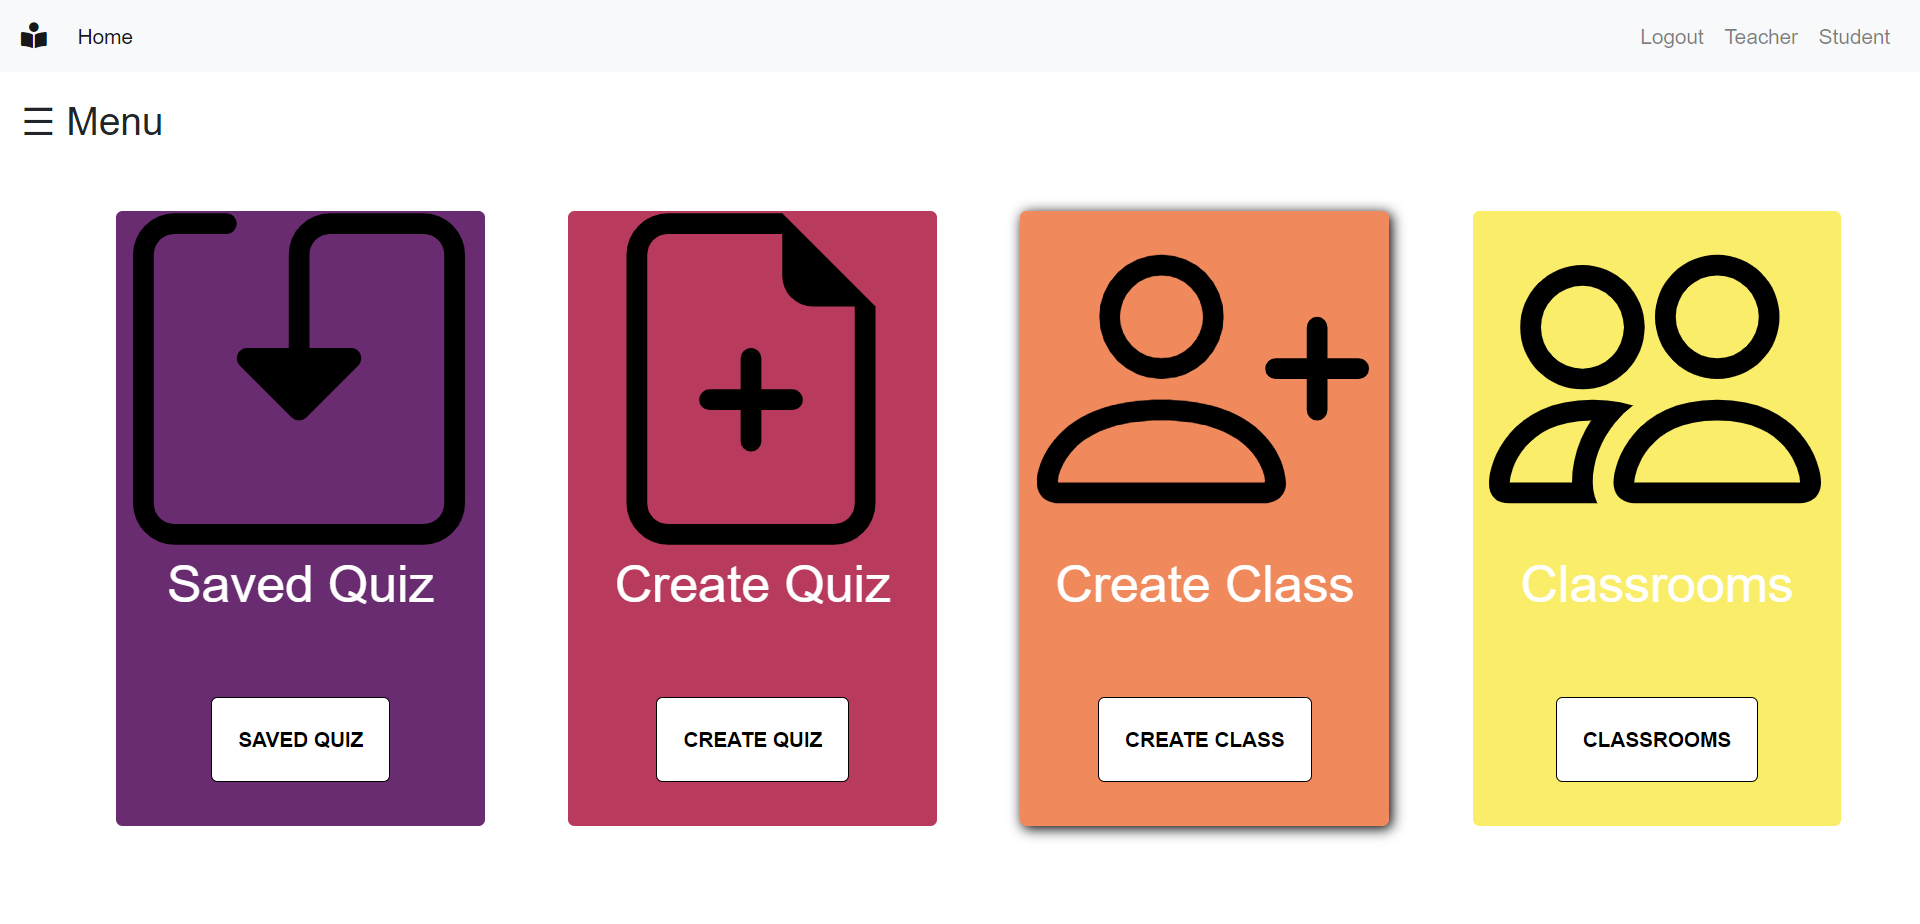 Home
Logout Teacher Student
☰ Menu
Saved Quiz
Create Quiz
Create Class
Classrooms
SAVED QUIZ
CREATE QUIZ
CREATE CLASS
CLASSROOMS